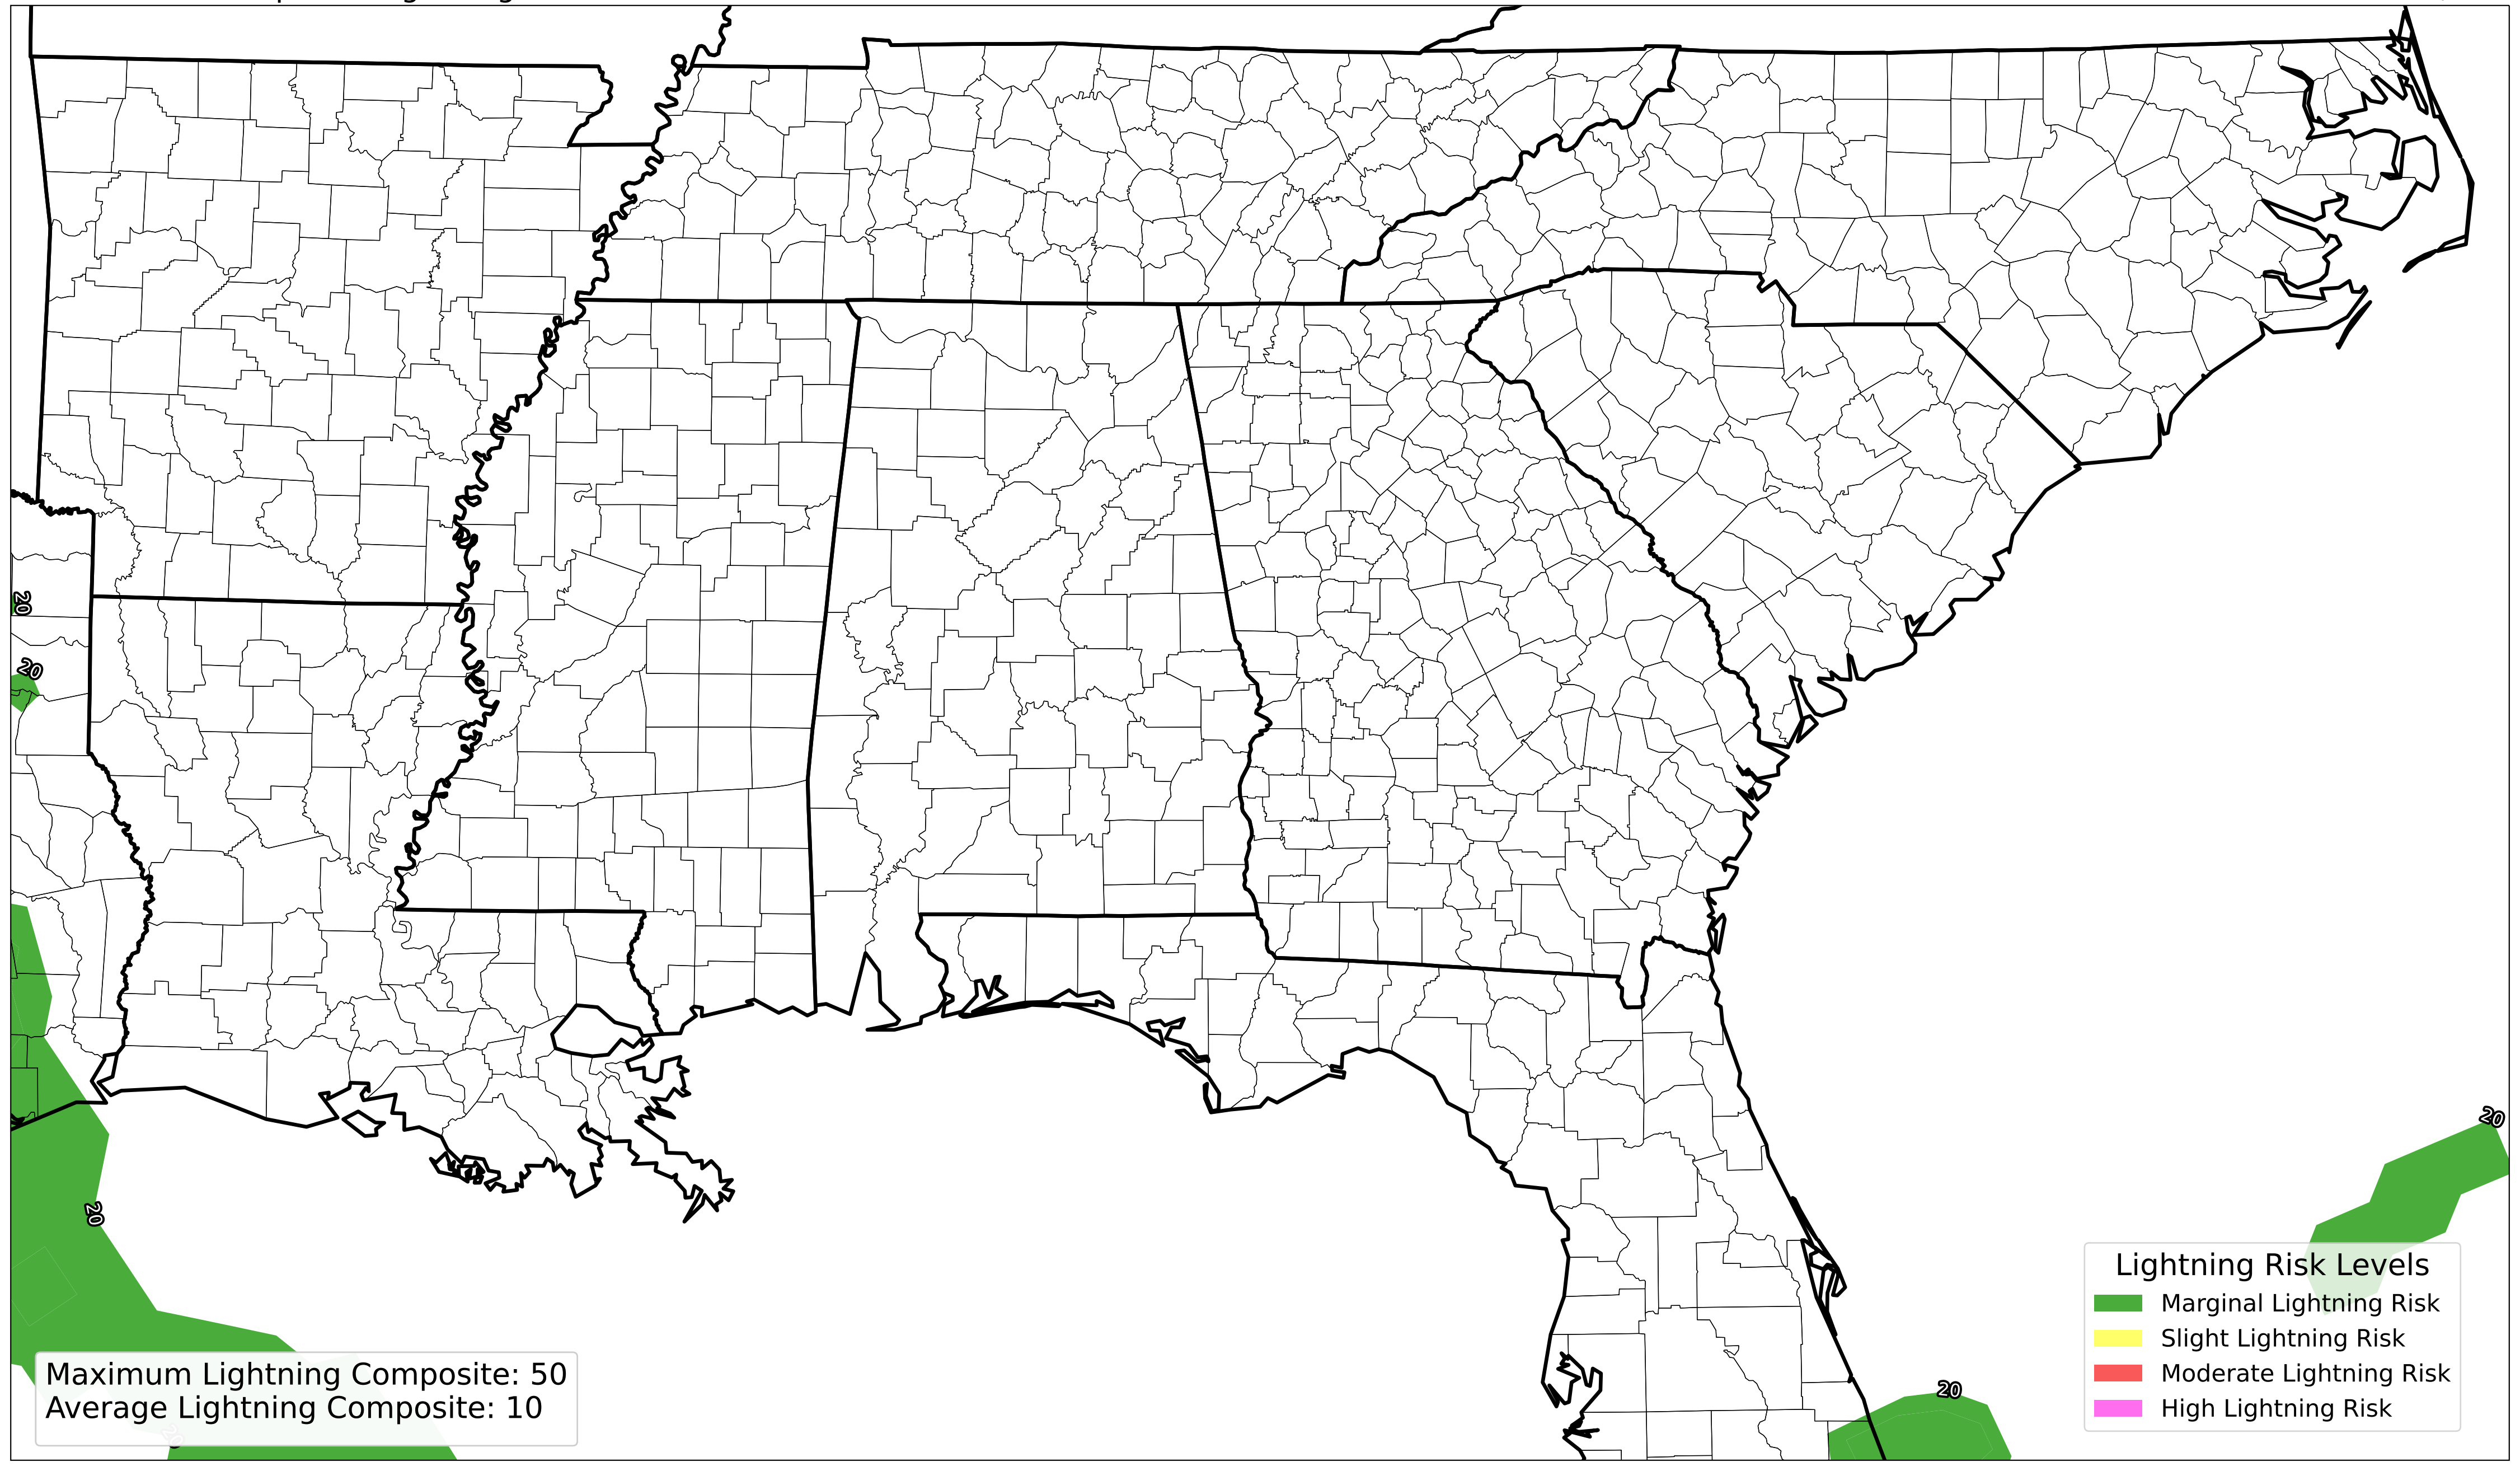 20
20
20
20
20
Lightning Risk Levels
Marginal Lightning Risk
Slight Lightning Risk
Moderate Lightning Risk
High Lightning Risk
Maximum Lightning Composite: 50
Average Lightning Composite: 10
20